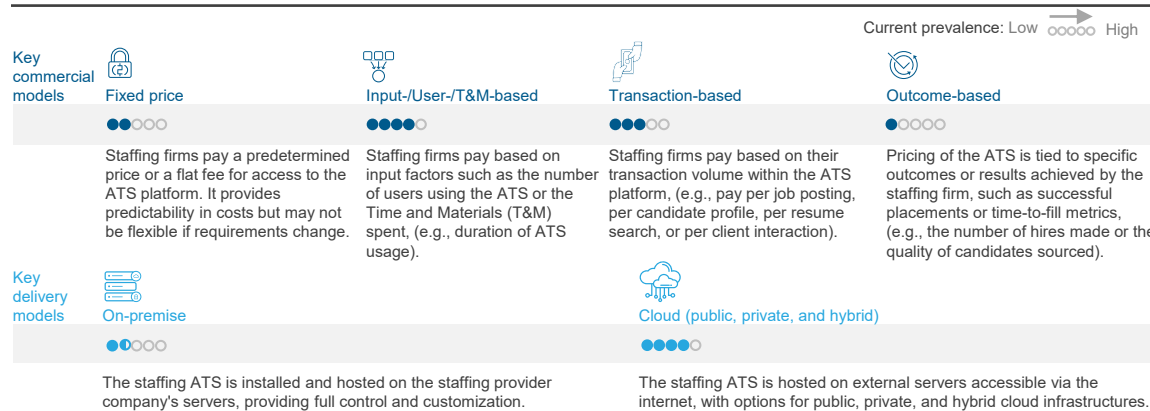 Current prevalence: Low High
Key
commercial
models
Fixed price
Input-/User-/T&M-based
Transaction-based
Outcome-based
Staffing firms pay a predetermined
price or a flat fee for access to the
ATS platform. It provides
predictability in costs but may not
be flexible if requirements change.
Staffing firms pay based on
input factors such as the number
of users using the ATS or the
Time and Materials (T&M)
spent, (e.g., duration of ATS
usage).
Staffing firms pay based on their
transaction volume within the ATS
platform, (e.g., pay per job posting,
per candidate profile, per resume
search, or per client interaction).
Pricing of the ATS is tied to specific
outcomes or results achieved by the
staffing firm, such as successful
placements or time-to-fill metrics,
(e.g., the number of hires made or the
quality of candidates sourced).
Key
delivery
models
On-premise
Cloud (public, private, and hybrid)
The staffing ATS is installed and hosted on the staffing provider
company's servers, providing full control and customization.
The staffing ATS is hosted on external servers accessible via the
internet, with options for public, private, and hybrid cloud infrastructures.